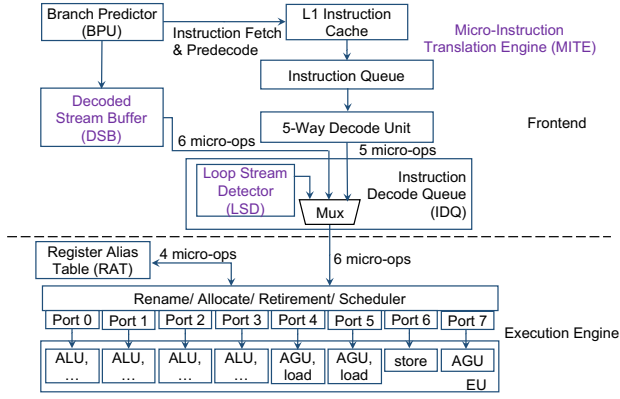 Branch Predictor
(BPU)
Instruction Fetch
& Predecode
L1 Instruction
Cache
Micro-Instruction
Translation Engine (MITE)
Instruction Queue
Decoded
Stream Buffer
(DSB)
5-Way Decode Unit
Frontend
6 micro-ops
5 micro-ops
Loop Stream
Detector
(LSD)
Mux
Instruction
Decode Queue
(IDQ)
Register Alias
Table (RAT)
4 micro-ops
6 micro-ops
Rename/ Allocate/ Retirement/ Scheduler
Port 0 Port 1 Port 2 Port 3 Port 4 Port 5 Port 6 Port 7
Execution Engine
ALU, ALU, ALU, ALU, AGU, AGU, store AGU
... ... ... ... load load
EU